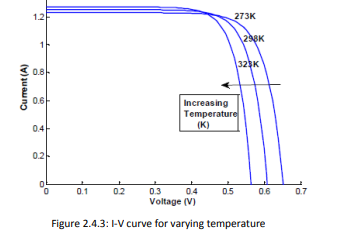 1.2
1
0.8
0.6
0.4
0.2
0
Current (A)
273K
298K
323K
Increasing
Temperature
(K)
0 0.1 0.2 0.3 0.4 0.5 0.6 0.7
Voltage (V)
Figure 2.4.3: I-V curve for varying temperature